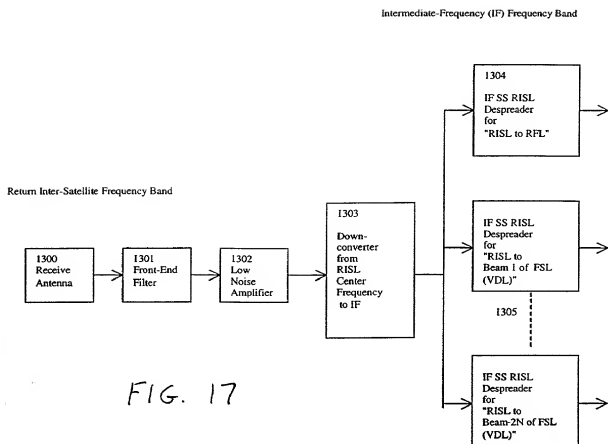 Intermediate-Frequency (IF) Frequency Band
1304
IF SS RISL
Despreader
for
"RISL to RFL"
Return Inter-Satellite Frequency Band
1300
Receive
Antenna
1301
Front-End
Filter
1302
Low
Noise
Amplifier
1303
Down-
converter
from
RISL
Center
Frequency
to IF
IF SS RISL
Despreader
for
"RISL to
Beam 1 of FSL
(VDL)"
1305
IF SS RISL
Despreader
for
"RISL to
Beam-2N of FSL
(VDL)"
FIG. 17